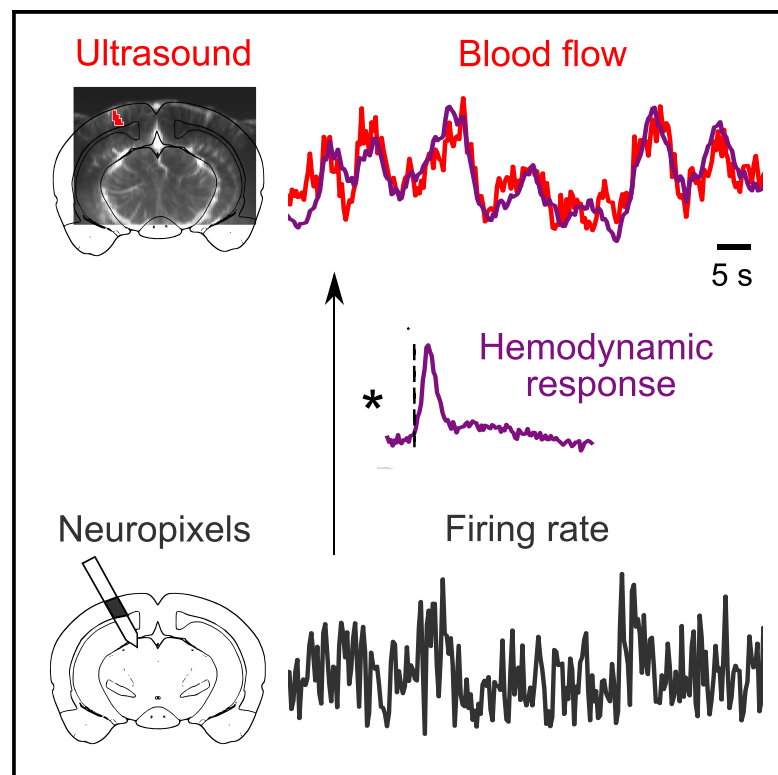 Ultrasound
Blood flow
5 s
Hemodynamic
response
*
Neuropixels
Firing rate